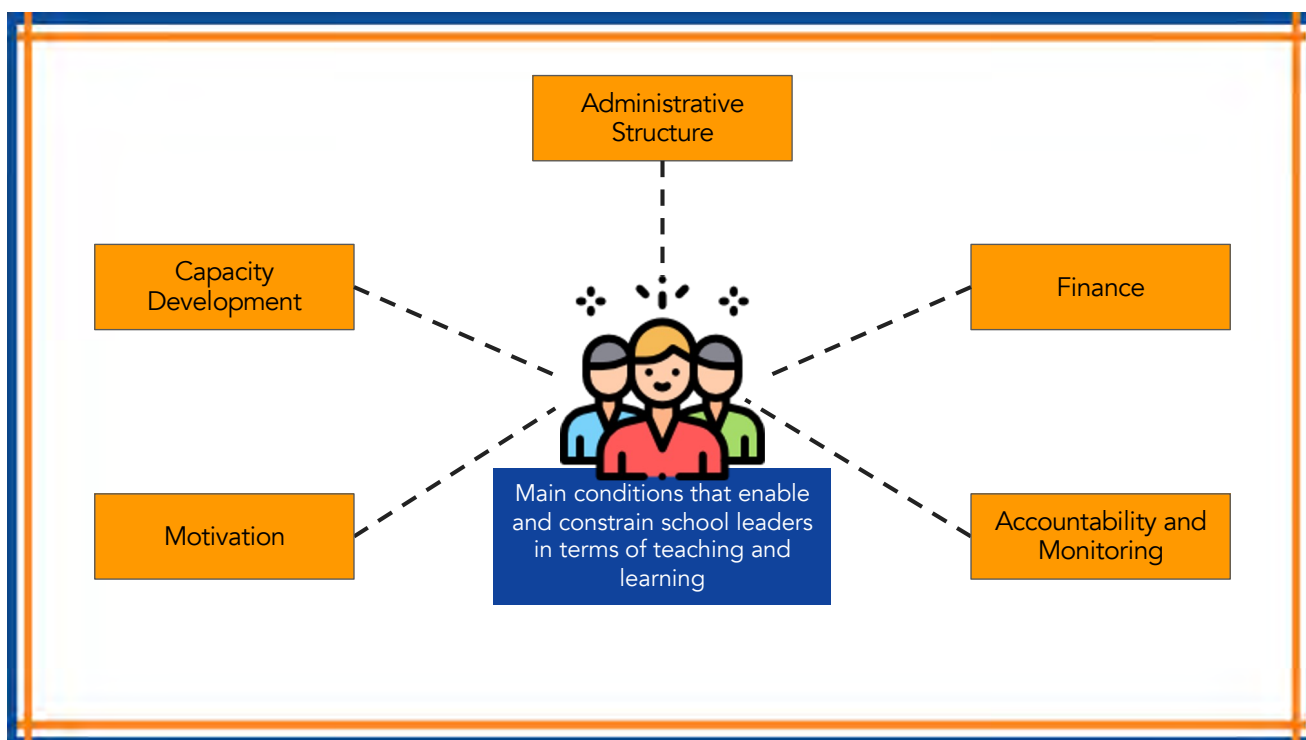 Administrative
Structure
Capacity
Development
Finance
Main conditions that enable
and constrain school leaders
in terms of teaching and
learning
Motivation
Accountability and
Monitoring